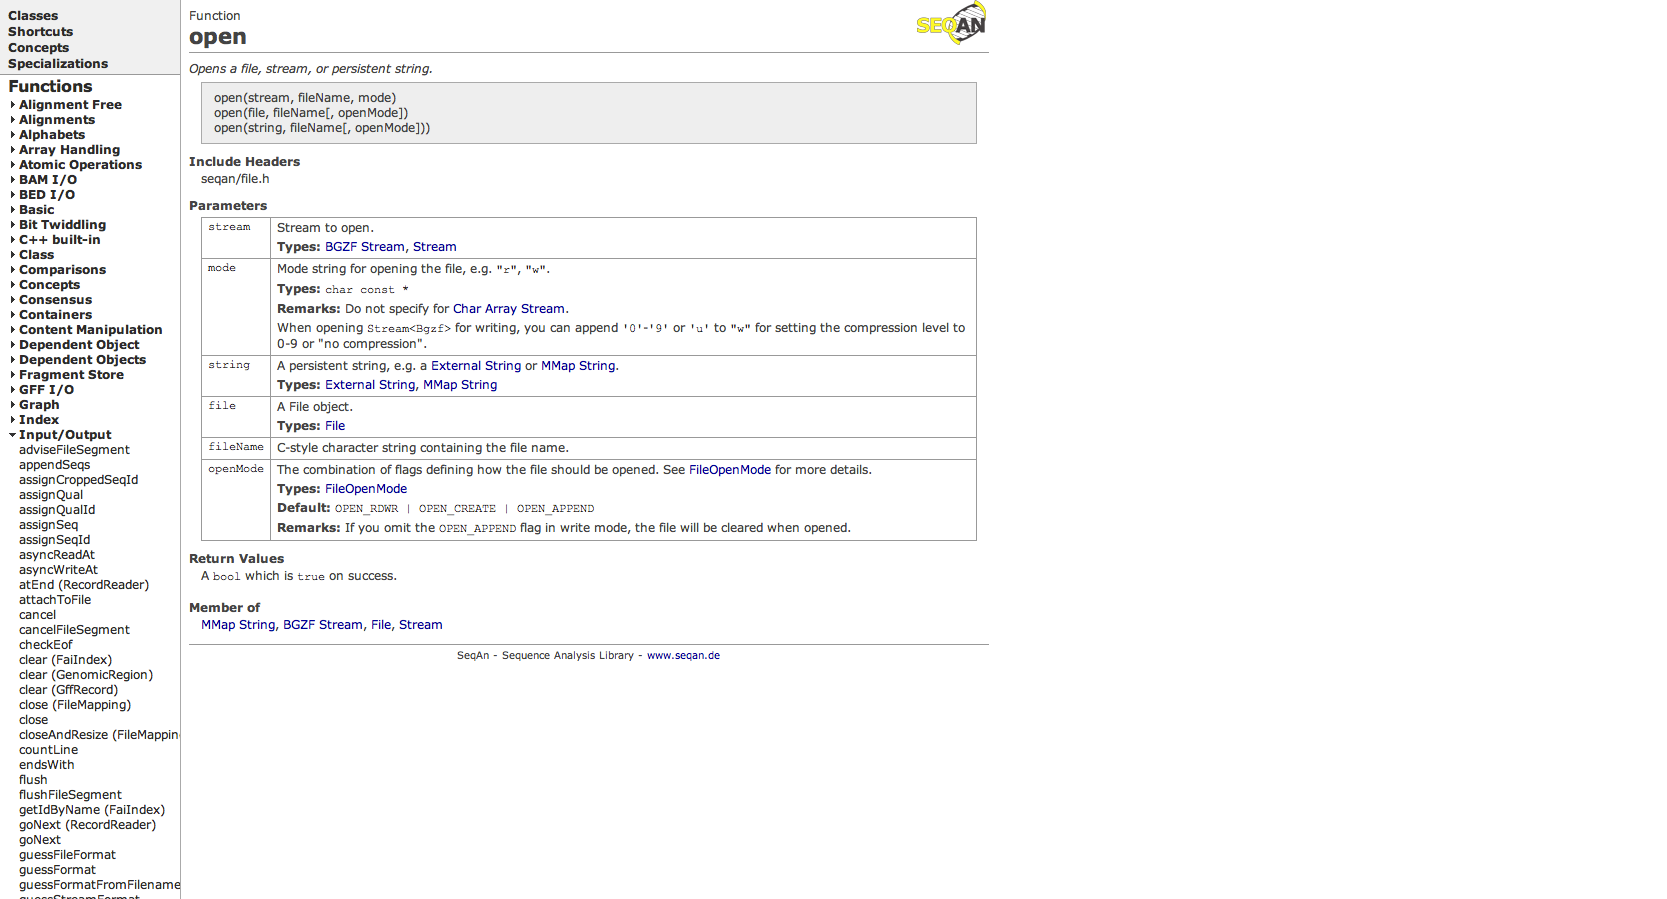 Classes
Shortcuts
Concepts
Specializations
Functions
Alignment Free
Alignments
Alphabets
Array Handling
Atomic Operations
BAM I/O
BED I/O
Basic
Bit Twiddling
C++ built-in
Class
Comparisons
Concepts
Consensus
Containers
Content Manipulation
Dependent Object
Dependent Objects
Fragment Store
GFF I/O
Graph
Index
Input/Output
adviseFileSegment
appendSeqs
assignCroppedSeqId
assignQual
assignQualId
assignSeq
assignSeqId
asyncReadAt
asyncWriteAt
atEnd (RecordReader)
attachToFile
cancel
cancelFileSegment
checkEof
clear (FaiIndex)
clear (GenomicRegion)
clear (GffRecord)
close (FileMapping)
close
closeAndResize (FileMappin
countLine
endsWith
flush
flushFileSegment
getIdByName (FaiIndex)
goNext (RecordReader)
goNext
guessFileFormat
guessFormat
guessFormatFromFilename
guessStreamFormat
Function
open
SEQAN
Opens a file, stream, or persistent string.
open(stream, fileName, mode)
open(file, fileName[, openMode])
open(string, fileName[, openMode]))
Include Headers
seqan/file.h
Parameters
stream Stream to open.
Types: BGZF Stream, Stream
mode Mode string for opening the file, e.g. "r", "w".
Types: char const *
Remarks: Do not specify for Char Array Stream.
When opening Stream<Bgzf> for writing, you can append '0'-'9' or 'u' to "w" for setting the compression level to
0-9 or "no compression".
string A persistent string, e.g. a External String or MMap String.
Types: External String, MMap String
file A File object.
Types: File
fileName C-style character string containing the file name.
openMode The combination of flags defining how the file should be opened. See FileOpenMode for more details.
Types: FileOpenMode
Default: OPEN_RDWR | OPEN_CREATE | OPEN_APPEND
Remarks: If you omit the OPEN_APPEND flag in write mode, the file will be cleared when opened.
Return Values
A bool which is true on success.
Member of
MMap String, BGZF Stream, File, Stream
SeqAn - Sequence Analysis Library - www.seqan.de